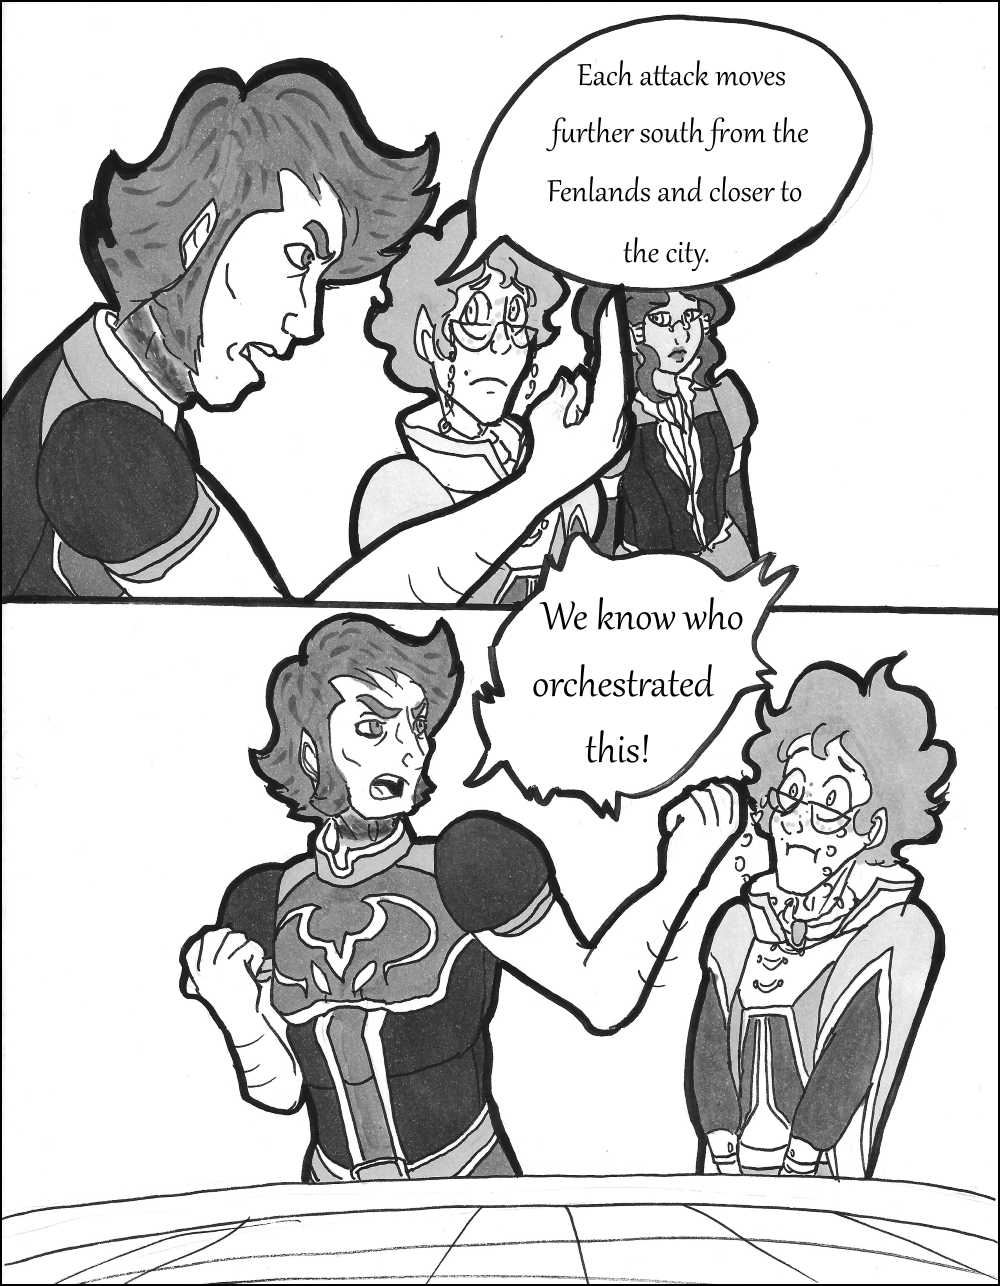 Each attack moves
further south from the
Fenlands and closer to
the city.
We know who
orchestrated
this!